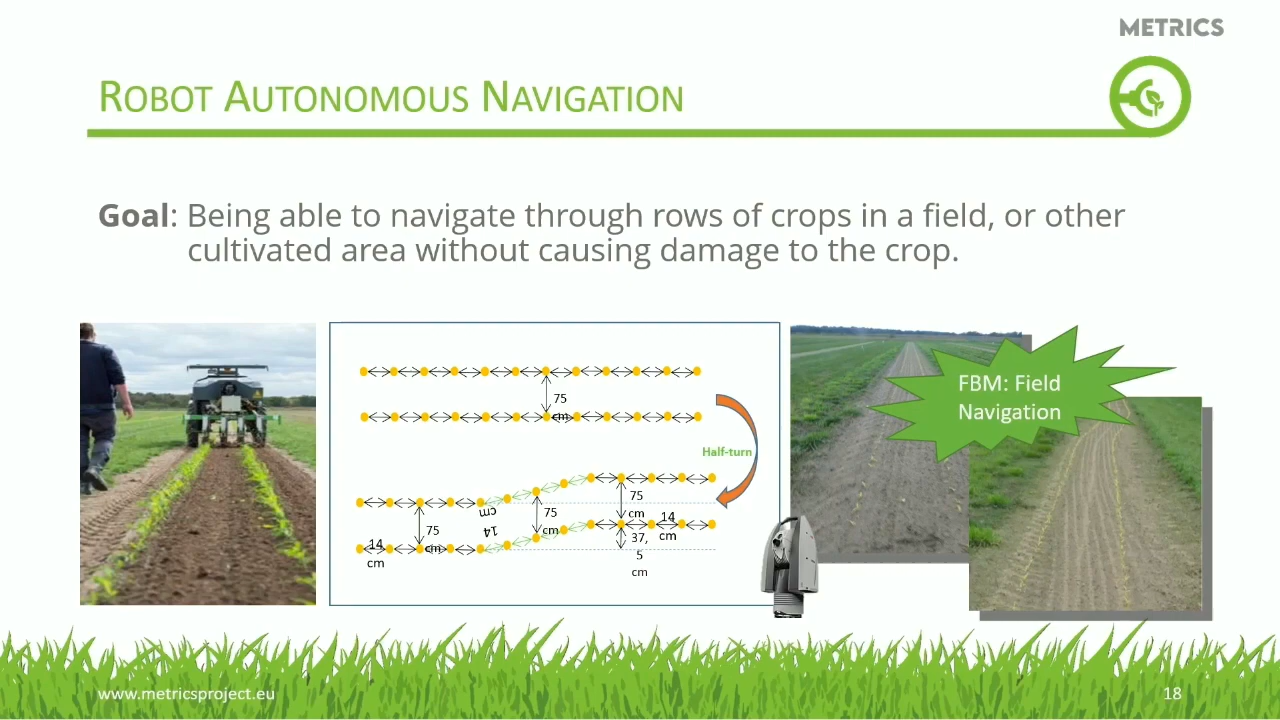 METRICS
ROBOT AUTONOMOUS NAVIGATION
Goal: Being able to navigate through rows of crops in a field, or other
cultivated area without causing damage to the crop.
75
cm
Half-turn
75
cm
14
cm
14
cm
75
cm
75
cm
14
cm
37,
5
cm
FBM: Field
Navigation
www.metricsproject.eu
18